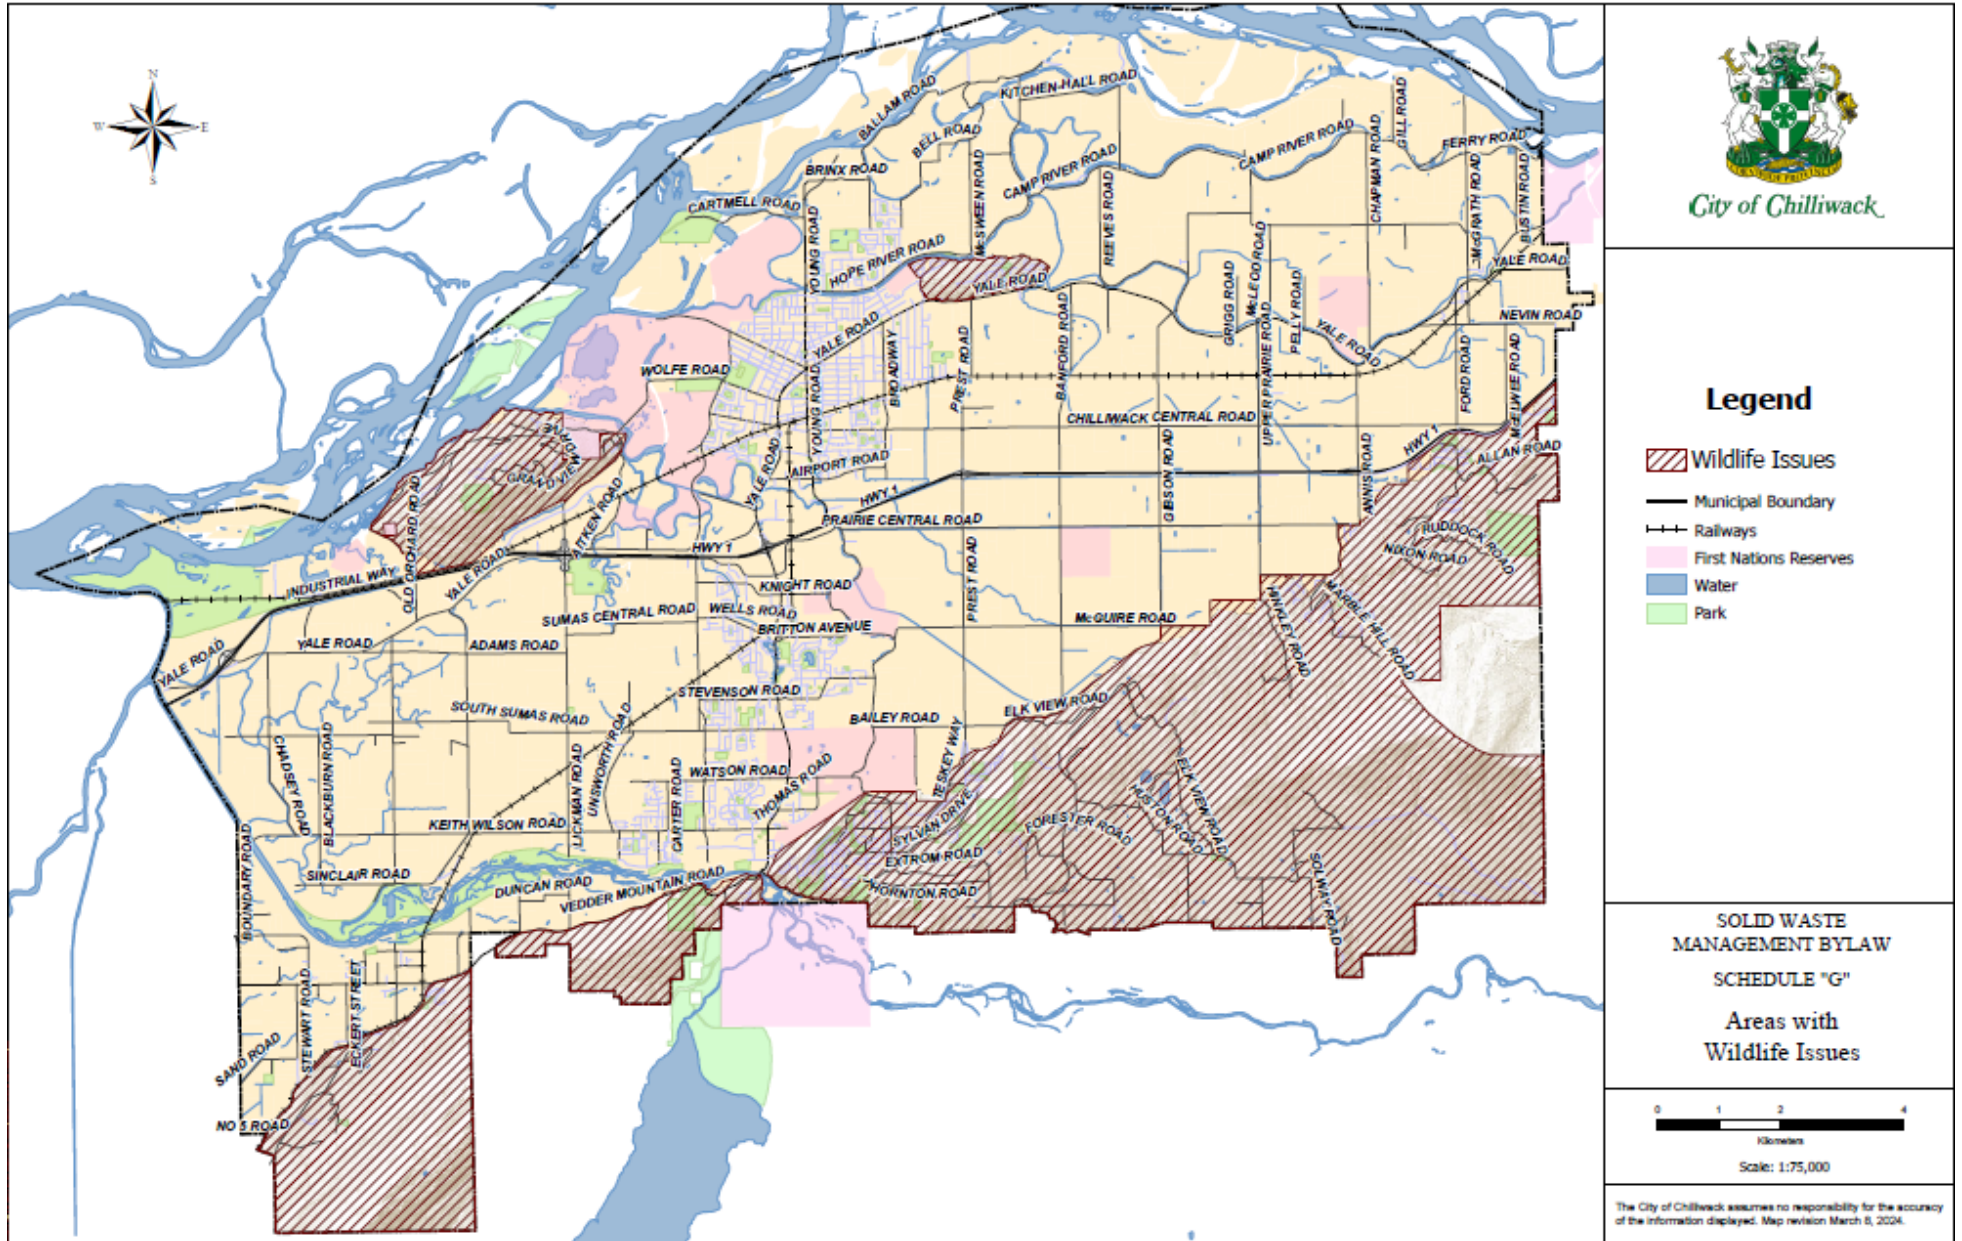 N
W
E
S
BALLAM ROAD
KITCHEN-HALL ROAD
BELL ROAD
BRINX ROAD
CARTMELL ROAD
McSWEEN ROAD
CAMP RIVER ROAD
CAMP RIVER ROAD
REEVES ROAD
CHAPMAN ROAD
GILL ROAD
FERRY ROAD
McGRATH ROAD
BUSTIN ROAD
YALE ROAD
YOUNG ROAD
HOPE RIVER ROAD
YALE ROAD
GRIGG ROAD
McLEOD ROAD
UPPER PRAIRIE ROAD
PELLY ROAD
YALE ROAD
NEVIN ROAD
YALE ROAD
WOLFE ROAD
BROADWAY
PREST ROAD
BANFORD ROAD
FORD ROAD
McELWEE ROAD
YOUNG ROAD
CHILLIWACK CENTRAL ROAD
AIRPORT ROAD
YALE ROAD
HWY 1
HWY 1
ALLAN ROAD
GIBSON ROAD
ANNIS ROAD
OLD ORCHARD ROAD
AITKEN ROAD
PRAIRIE CENTRAL ROAD
RUDDOCK ROAD
NIXON ROAD
HWY 1
INDUSTRIAL WAY
YALE ROAD
KNIGHT ROAD
PREST ROAD
HINKLEY ROAD
MARBLE HILL ROAD
SUMAS CENTRAL ROAD
WELLS ROAD
BRITTON AVENUE
McGUIRE ROAD
YALE ROAD
YALE ROAD
ADAMS ROAD
STEVENSON ROAD
ELK VIEW ROAD
SOUTH SUMAS ROAD
BAILEY ROAD
CHADSEY ROAD
BLACKBURN ROAD
LICKMAN ROAD
UNSWORTH ROAD
CARTER ROAD
WATSON ROAD
THOMAS ROAD
TESKEY WAY
ELK VIEW ROAD
HUSTON ROAD
KEITH WILSON ROAD
SYLVAN DRIVE
FORESTER ROAD
EXTROM ROAD
BOUNDARY ROAD
SINCLAIR ROAD
DUNCAN ROAD
VEDDER MOUNTAIN ROAD
THORNTON ROAD
SOLWAY ROAD
STEWART ROAD
ECKERT STREET
SAND ROAD
NO 5 ROAD
City of Chilliwack
Legend
Wildlife Issues
Municipal Boundary
Railways
First Nations Reserves
Water
Park
SOLID WASTE
MANAGEMENT BYLAW
SCHEDULE "G"
Areas with
Wildlife Issues
0 1 2 4
Kilometers
Scale: 1:75,000
The City of Chilliwack assumes no responsibility for the accuracy
of the information displayed. Map revision March 8, 2024.